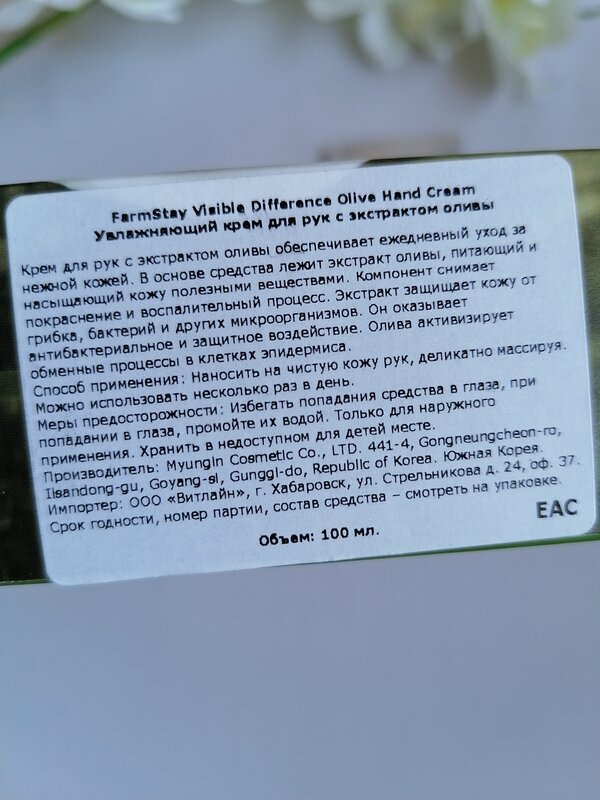 FarmStay Visible Difference Olive Hand Cream
Увлажняющий крем для рук с экстрактом оливы
Крем для рук с экстрактом оливы обеспечивает ежедневный уход за
нежной кожей. В основе средства лежит экстракт оливы, питающий и
насыщающий кожу полезными веществами. Компонент снимает
покраснение и воспалительный процесс. Экстракт защищает кожу от
грибка, бактерий и других микроорганизмов. Он оказывает
антибактериальное и защитное воздействие. Олива активизирует
обменные процессы в клетках эпидермиса.
Способ применения: Наносить на чистую кожу рук, деликатно массируя.
Можно использовать несколько раз в день.
Меры предосторожности: Избегать попадания средства в глаза, при
попадании в глаза, промойте их водой. Только для наружного
применения. Хранить в недоступном для детей месте.
Производитель: Myungin Cosmetic Co., LTD. 441-4, Gongneungcheon-ro,
Ilsandong-gu, Goyang-si, Gunggi-do, Republic of Korea. Южная Корея.
Импортер: ООО «Витлайн», г. Хабаровск, ул. Стрельникова д. 24, оф. 37.
Срок годности, номер партии, состав средства – смотреть на упаковке.
EAC
Объем: 100 мл.